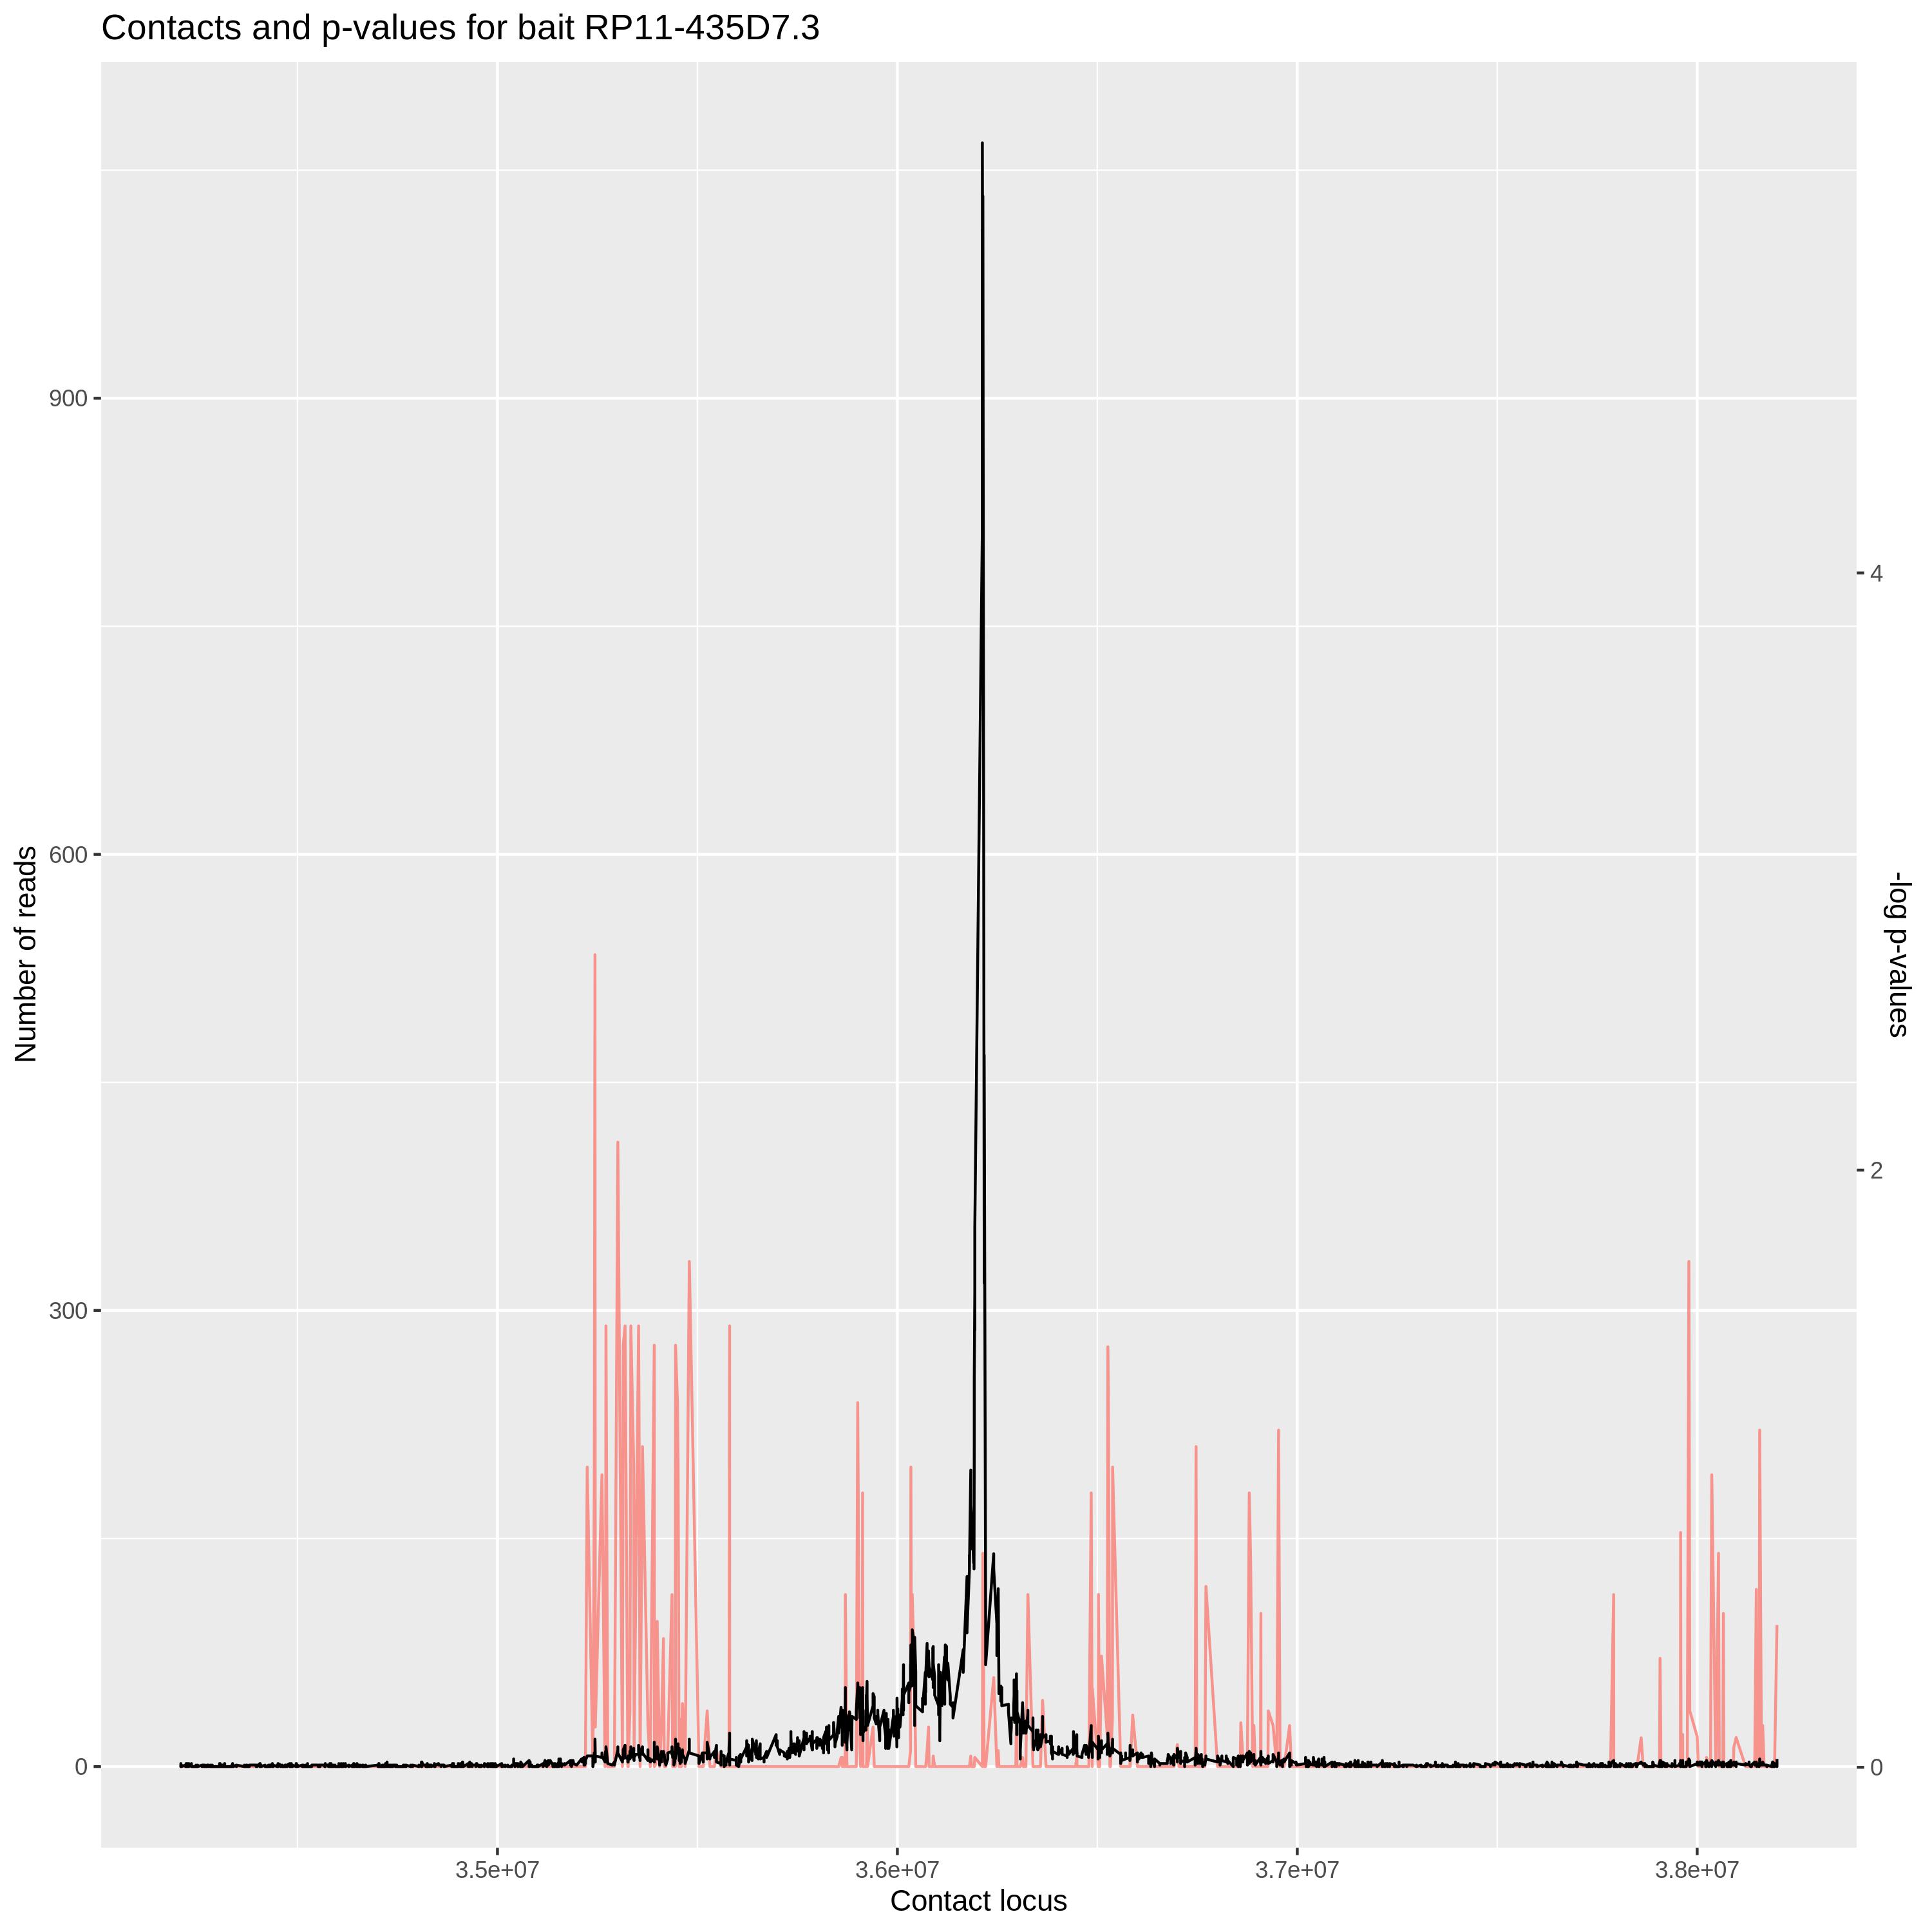 Contacts and p-values for bait RP11-435D7.3
Number of reads
900
600
300
0
4
2
0
-log p-values
3.5e+07 3.6e+07 3.7e+07 3.8e+07
Contact locus